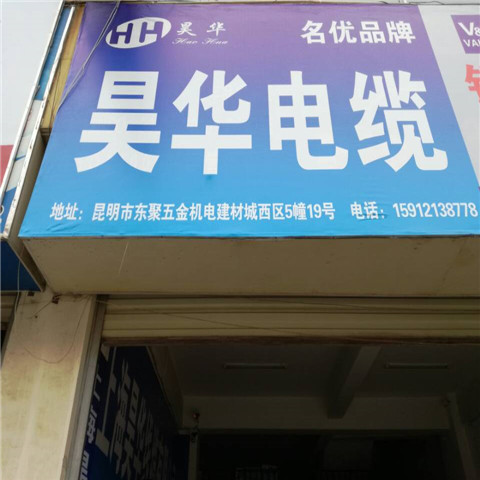 HH 昊华 名优品牌
Hao Hua
昊华电缆
地址：昆明市东聚五金机电建材城西区5幢19号 电话：15912138778
V&
VAN